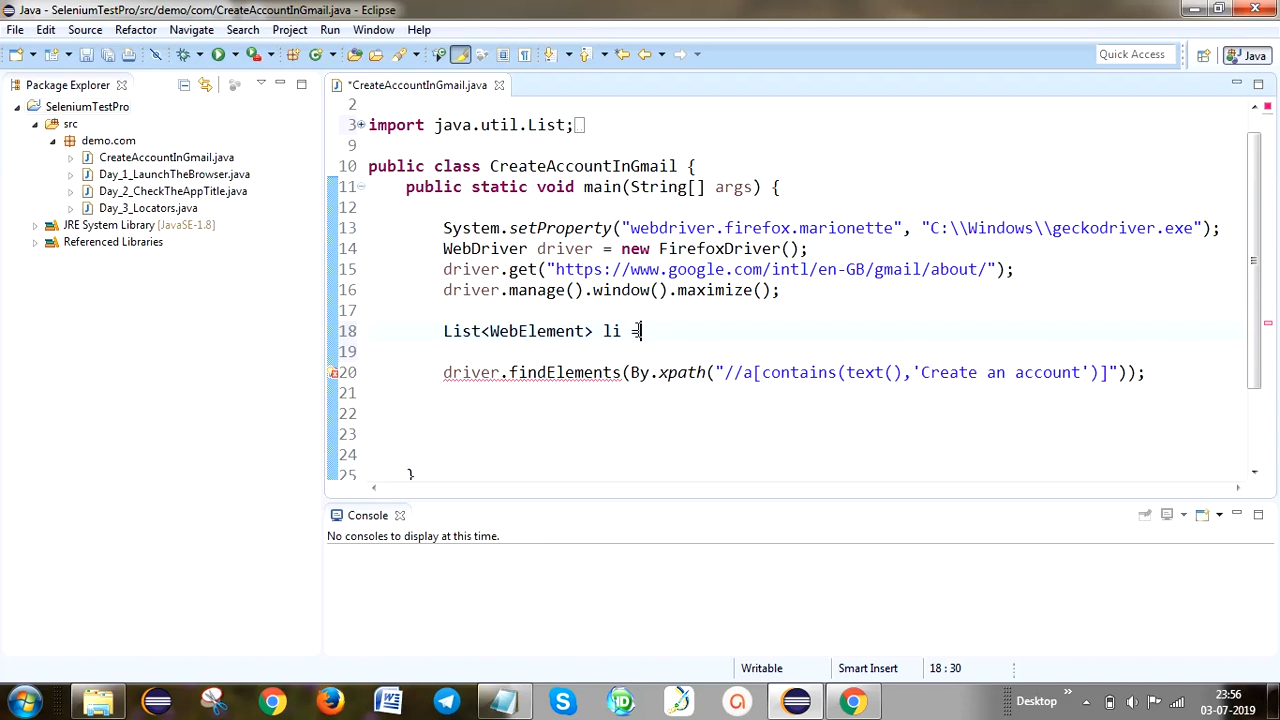 Java - SeleniumTestPro/src/demo/com/CreateAccountInGmail.java - Eclipse
File Edit Source Refactor Navigate Search Project Run Window Help
Quick Access Java
Package Explorer
SeleniumTestPro
src
demo.com
CreateAccountInGmail.java
Day_1_LaunchTheBrowser.java
Day_2_CheckTheAppTitle.java
Day_3_Locators.java
JRE System Library [JavaSE-1.8]
Referenced Libraries
*CreateAccountInGmail.java
2
3 import java.util.List;
9
10 public class CreateAccountInGmail {
11 public static void main(String[] args) {
12
13 System.setProperty("webdriver.firefox.marionette", "C:\\Windows\\geckodriver.exe");
14 WebDriver driver = new FirefoxDriver();
15 driver.get("https://www.google.com/intl/en-GB/gmail/about/");
16 driver.manage().window().maximize();
17
18 List<WebElement> li =
19
20 driver.findElements(By.xpath("//a[contains(text(),'Create an account')]"));
21
22
23
24
25 }
Console
No consoles to display at this time.
Writable Smart Insert 18 : 30
Desktop 23:56
03-07-2019